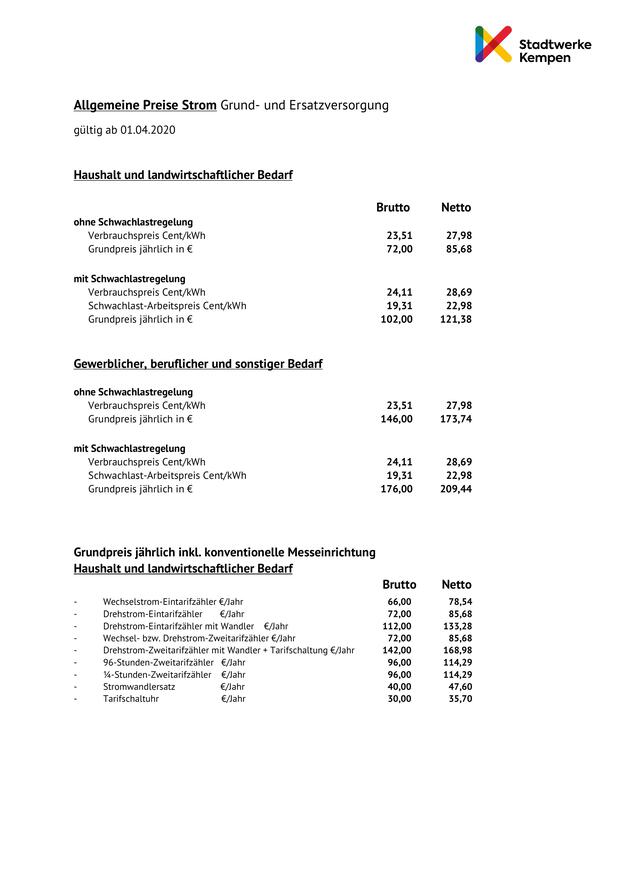 Stadtwerke
Kempen
Allgemeine Preise Strom Grund- und Ersatzversorgung
gültig ab 01.04.2020
Haushalt und landwirtschaftlicher Bedarf
Brutto Netto
ohne Schwachlastregelung
Verbrauchspreis Cent/kWh 23,51 27,98
Grundpreis jährlich in € 72,00 85,68
mit Schwachlastregelung
Verbrauchspreis Cent/kWh 24,11 28,69
Schwachlast-Arbeitspreis Cent/kWh 19,31 22,98
Grundpreis jährlich in € 102,00 121,38
Gewerblicher, beruflicher und sonstiger Bedarf
ohne Schwachlastregelung
Verbrauchspreis Cent/kWh 23,51 27,98
Grundpreis jährlich in € 146,00 173,74
mit Schwachlastregelung
Verbrauchspreis Cent/kWh 24,11 28,69
Schwachlast-Arbeitspreis Cent/kWh 19,31 22,98
Grundpreis jährlich in € 176,00 209,44
Grundpreis jährlich inkl. konventionelle Messeinrichtung
Haushalt und landwirtschaftlicher Bedarf
Brutto Netto
- Wechselstrom-Eintarifzähler €/Jahr 66,00 78,54
- Drehstrom-Eintarifzähler €/Jahr 72,00 85,68
- Drehstrom-Eintarifzähler mit Wandler €/Jahr 112,00 133,28
- Wechsel- bzw. Drehstrom-Zweitarifzähler €/Jahr 72,00 85,68
- Drehstrom-Zweitarifzähler mit Wandler + Tarifschaltung €/Jahr 142,00 168,98
- 96-Stunden-Zweitarifzähler €/Jahr 96,00 114,29
- ¼-Stunden-Zweitarifzähler €/Jahr 96,00 114,29
- Stromwandlersatz €/Jahr 40,00 47,60
- Tarifschaltuhr €/Jahr 30,00 35,70